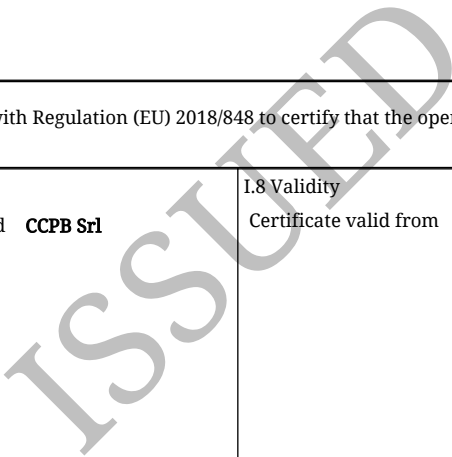 with Regulation (EU) 2018/848 to certify that the oper
CCPB Srl
I.8 Validity
Certificate valid from
ISSUED